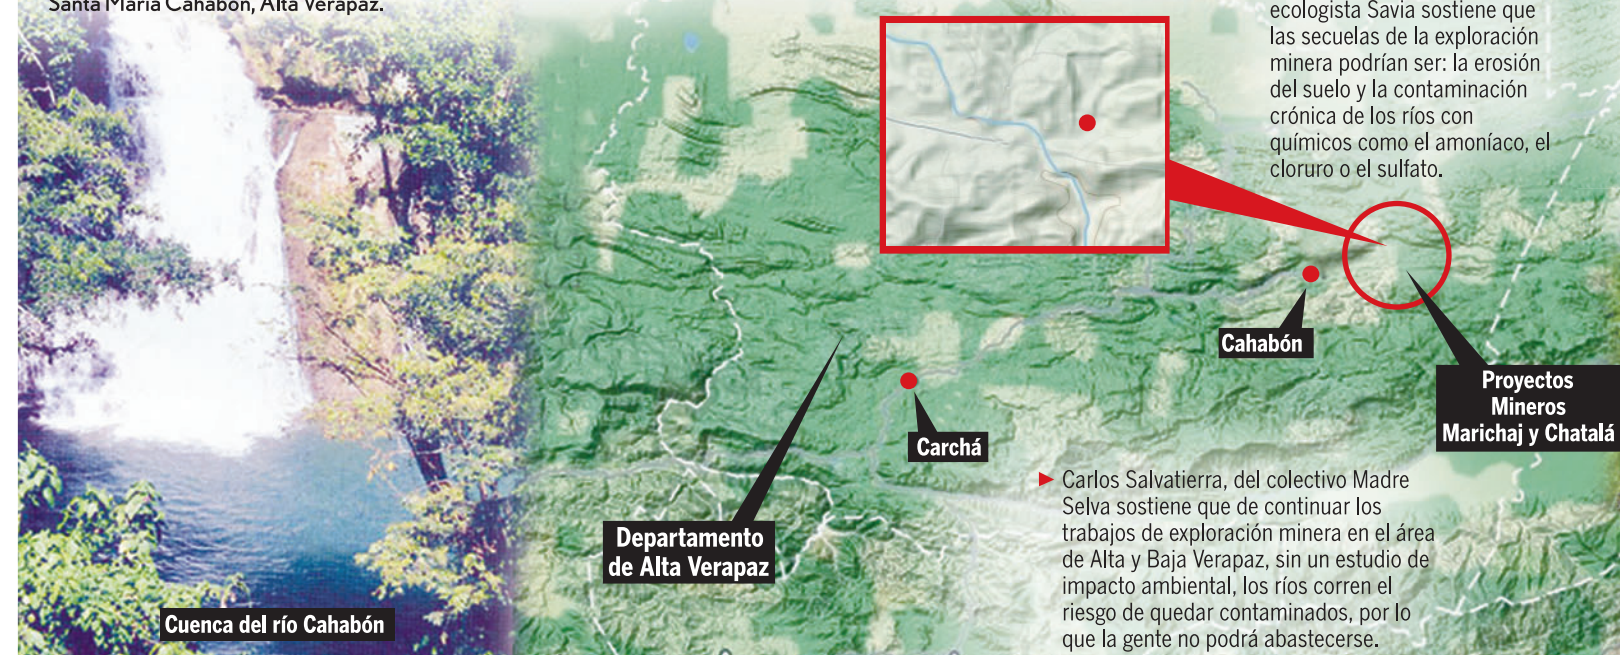 Santa María Cahabón, Alta Verapaz.
ecologista Savia sostiene que
las secuelas de la exploración
minera podrían ser: la erosión
del suelo y la contaminación
crónica de los ríos con
químicos como el amoníaco, el
cloruro o el sulfato.
Cahabón
Proyectos
Mineros
Marichaj y Chatalá
Carchá
Departamento
de Alta Verapaz
Carlos Salvatierra, del colectivo Madre
Selva sostiene que de continuar los
trabajos de exploración minera en el área
de Alta y Baja Verapaz, sin un estudio de
impacto ambiental, los ríos corren el
riesgo de quedar contaminados, por lo
que la gente no podrá abastecerse.
Cuenca del río Cahabón